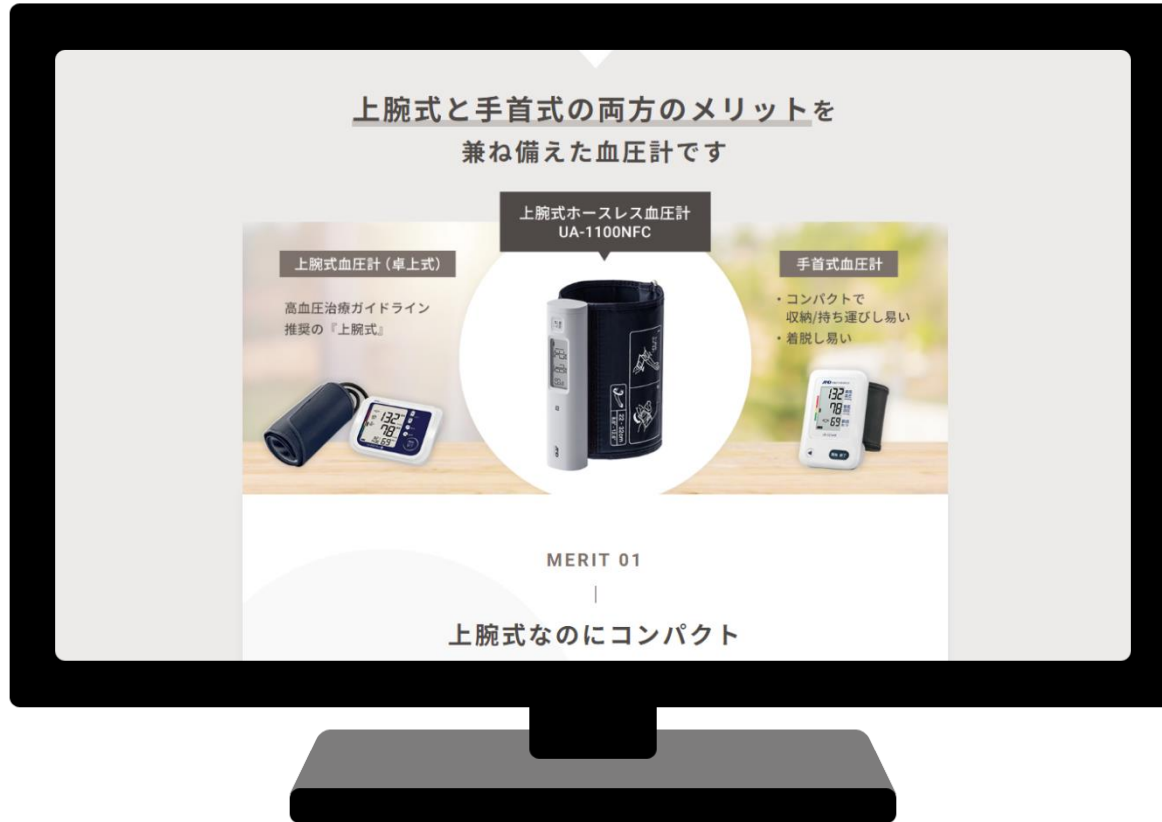 上腕式と手首式の両方のメリットを
兼ね備えた血圧計です
上腕式ホースレス血圧計
UA-1100NFC
上腕式血圧計（卓上式）
高血圧治療ガイドライン
推奨の『上腕式』
手首式血圧計
・コンパクトで
収納/持ち運びし易い
・着脱し易い
132
78
69
22 - 32cm
AND
132
78
69
MERIT 01
上腕式なのにコンパクト